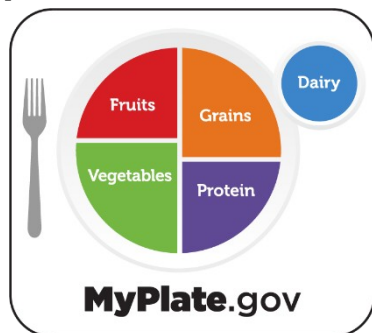 Fruits
Grains
Dairy
Vegetables
Protein
MyPlate.gov